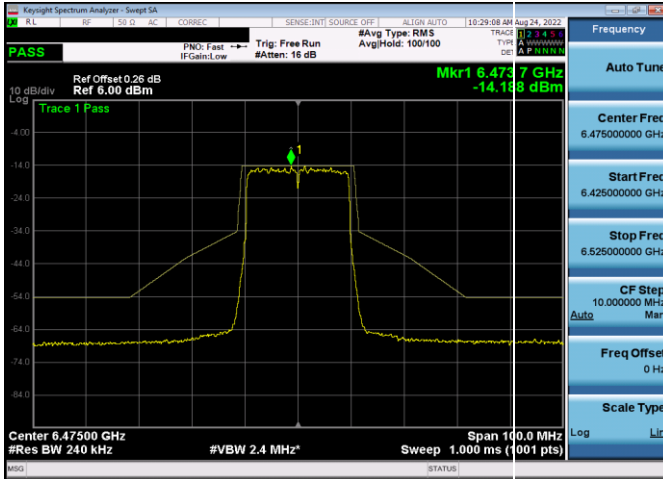 Keysight Spectrum Analyzer - Swept SA
RL RF 50 Ω AC CORREC SENSE:INT SOURCE OFF ALIGN AUTO 10:29:08 AM Aug 24, 2022
PASS
PNO: Fast
IFGain:Low
Trig: Free Run
#Atten: 16 dB
#Avg Type: RMS
Avg|Hold: 100/100
TRACE 1 2 3 4 5 6
TYPE A WWWWW
DET A P N N N N
Ref Offset 0.26 dB
10 dB/div Ref 6.00 dBm
Mkr1 6.473 7 GHz
-14.188 dBm
Log
Trace 1 Pass
1
-4.00
-14.0
-24.0
-34.0
-44.0
-54.0
-64.0
-74.0
-84.0
Center 6.47500 GHz Span 100.0 MHz
#Res BW 240 kHz #VBW 2.4 MHz* Sweep 1.000 ms (1001 pts)
MSG STATUS
Frequency
Auto Tune
Center Freq
6.475000000 GHz
Start Freq
6.425000000 GHz
Stop Freq
6.525000000 GHz
CF Step
10.000000 MHz
Auto Man
Freq Offset
0 Hz
Scale Type
Log Lin